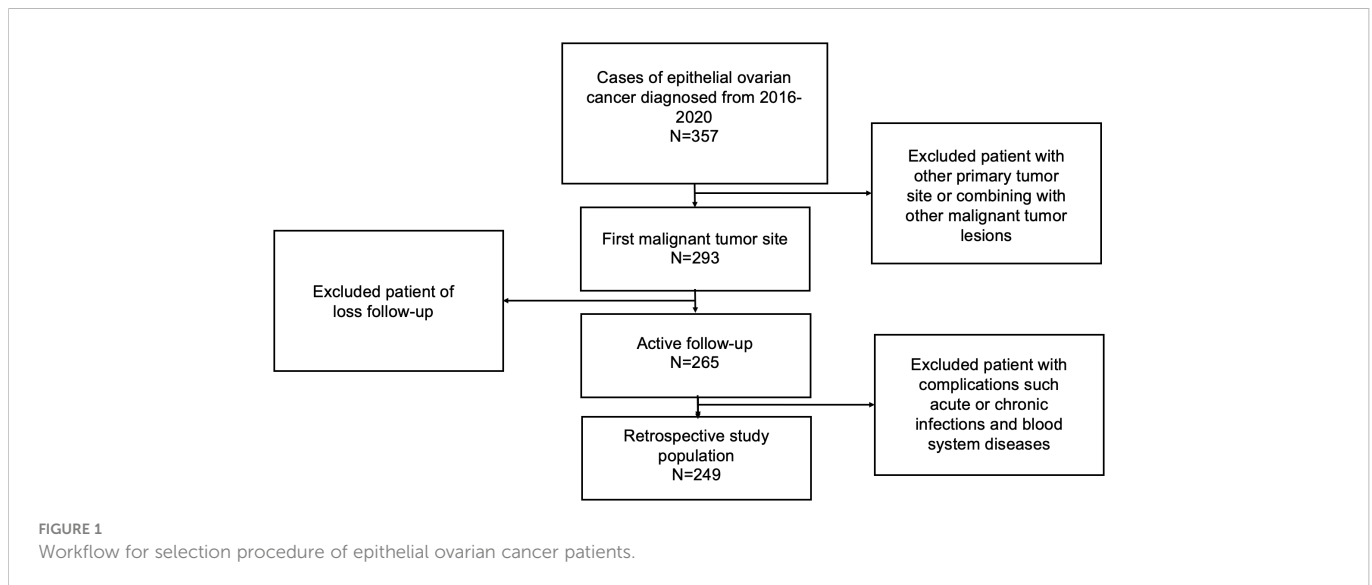 Cases of epithelial ovarian
cancer diagnosed from 2016-
2020
N=357
Excluded patient with
other primary tumor
site or combining with
other malignant tumor
lesions
First malignant tumor site
N=293
Excluded patient of
loss follow-up
Active follow-up
N=265
Excluded patient with
complications such
acute or chronic
infections and blood
system diseases
Retrospective study
population
N=249
FIGURE 1
Workflow for selection procedure of epithelial ovarian cancer patients.